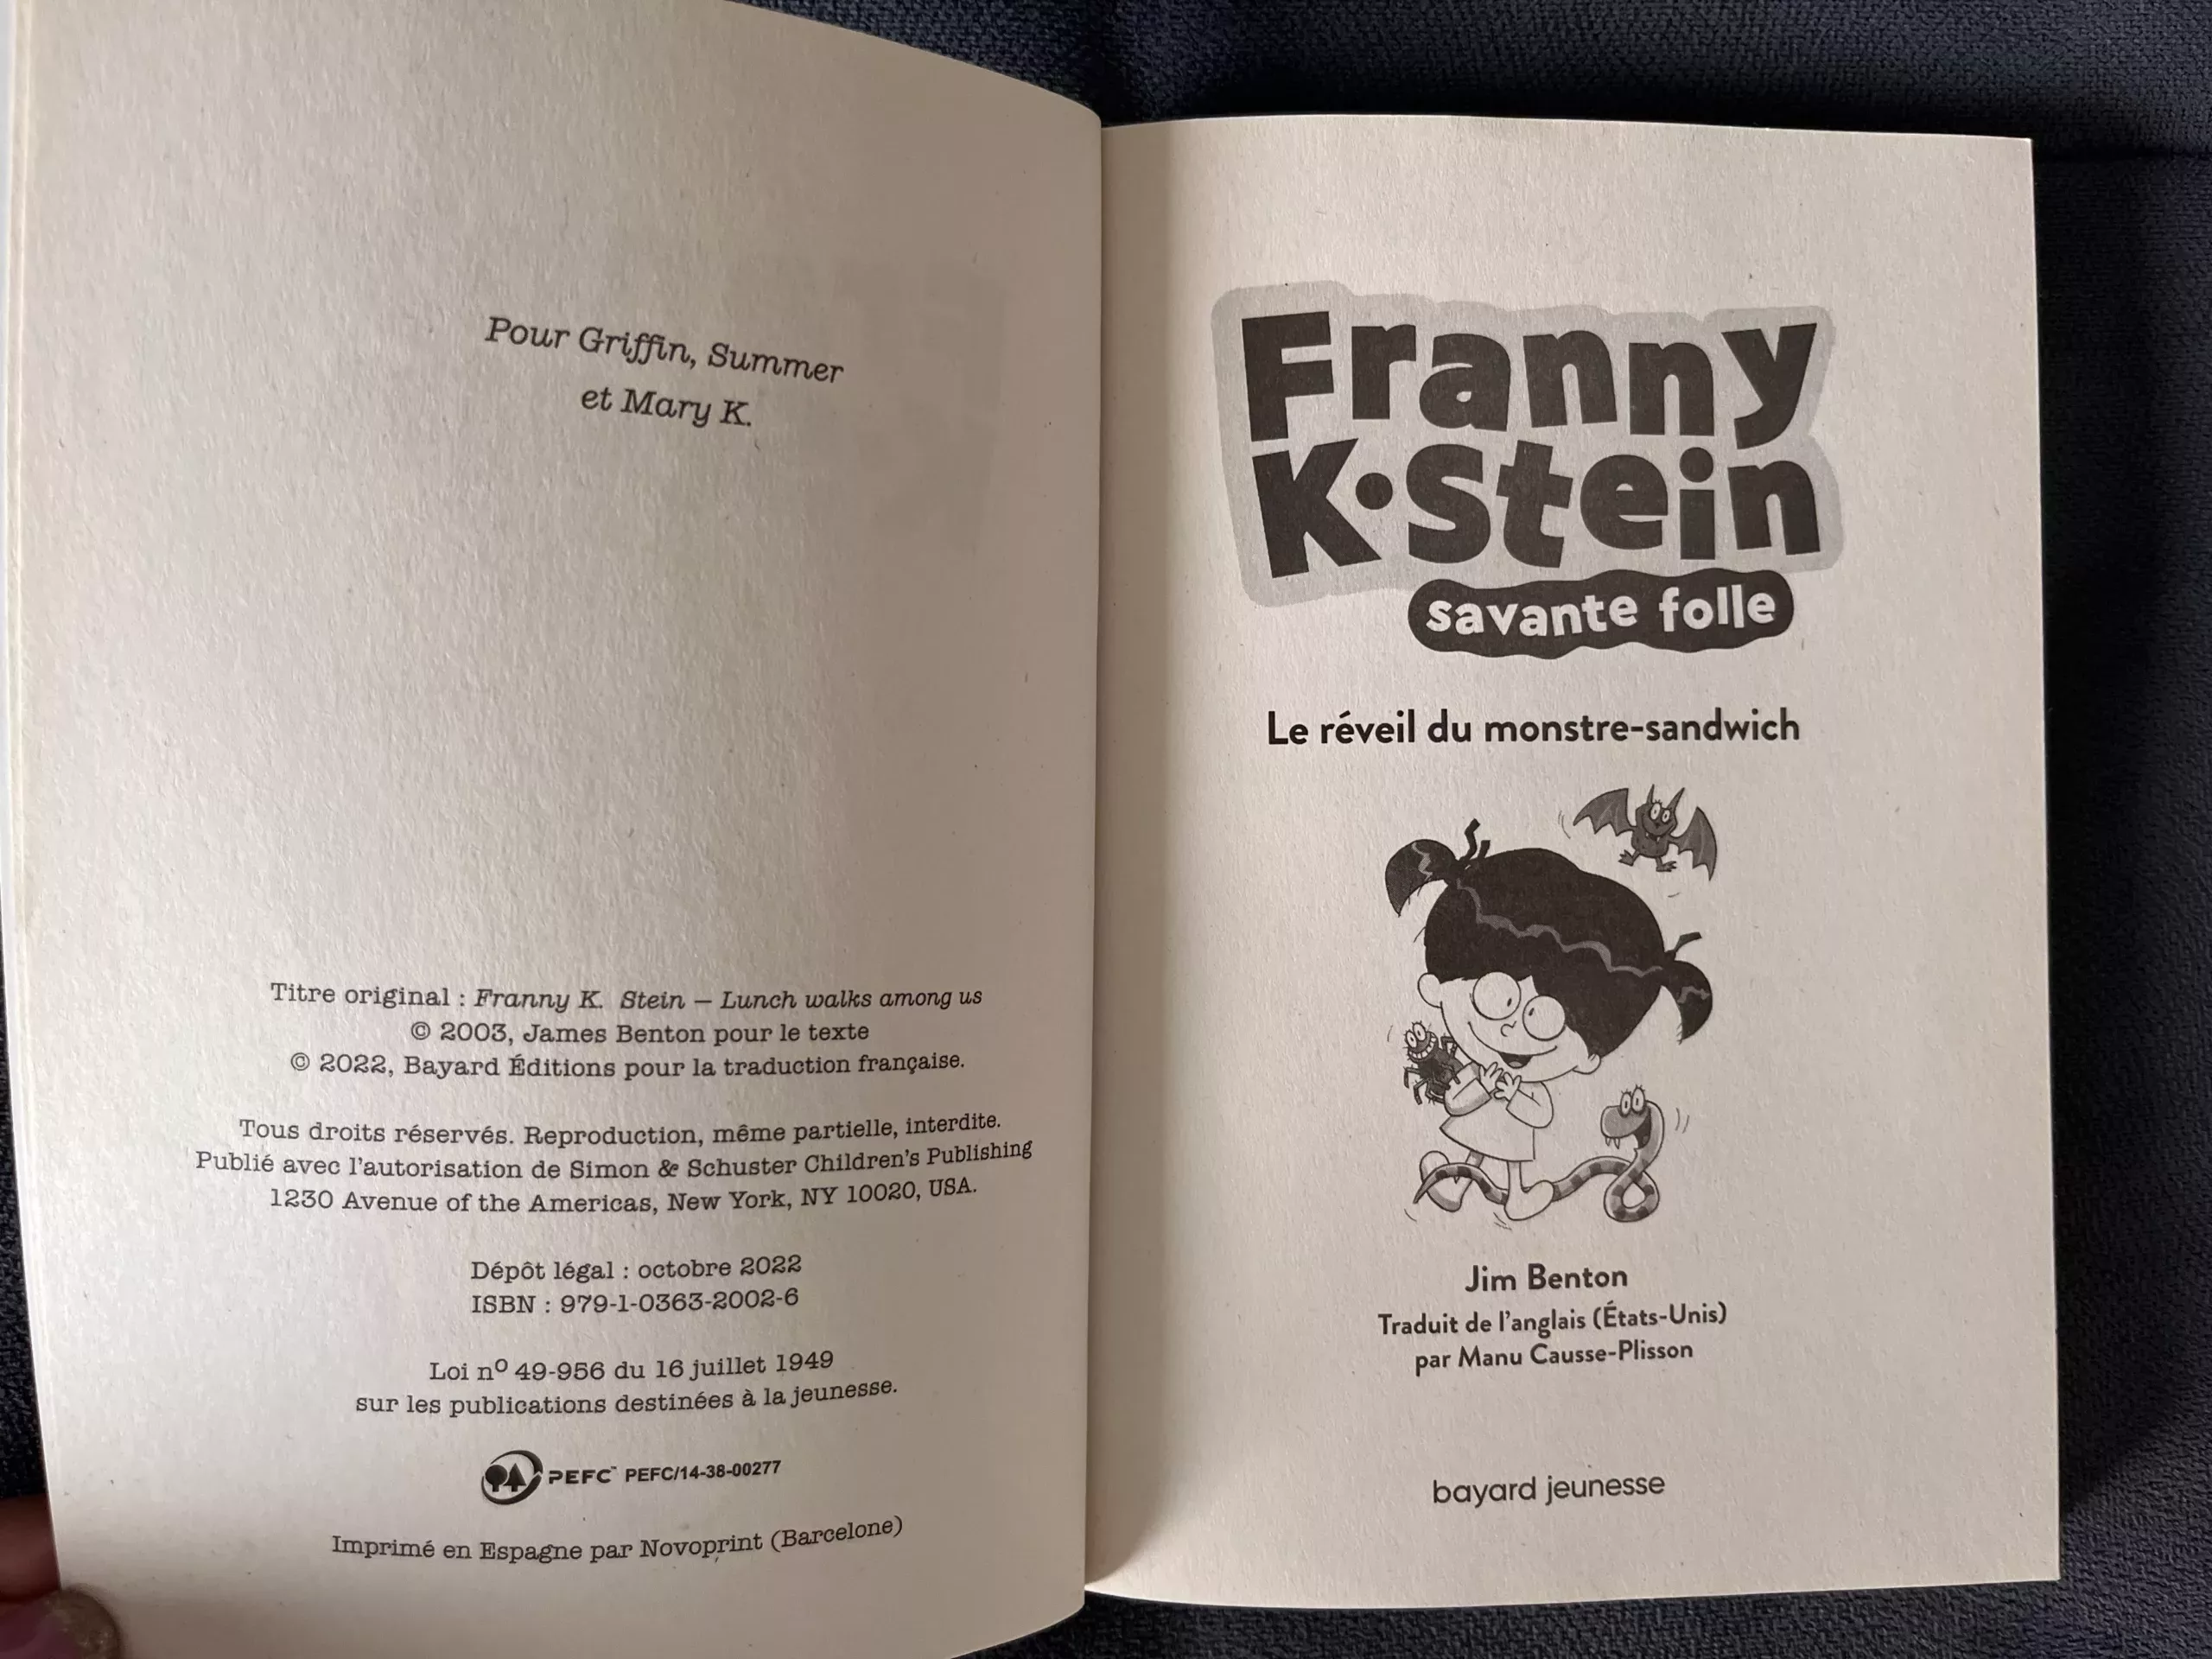 Pour Griffin, Summer
et Mary K.
Titre original : Franny K. Stein – Lunch walks among us
© 2003, James Benton pour le texte
© 2022, Bayard Éditions pour la traduction française.
Tous droits réservés. Reproduction, même partielle, interdite.
Publié avec l'autorisation de Simon & Schuster Children's Publishing
1230 Avenue of the Americas, New York, NY 10020, USA.
Dépôt légal : octobre 2022
ISBN : 979-1-0363-2002-6
Loi nº 49-956 du 16 juillet 1949
sur les publications destinées à la jeunesse.
PEFC™ PEFC/14-38-00277
Imprimé en Espagne par Novoprint (Barcelone)
Franny
K•Stein
savante folle
Le réveil du monstre-sandwich
Jim Benton
Traduit de l'anglais (États-Unis)
par Manu Causse-Plisson
bayard jeunesse